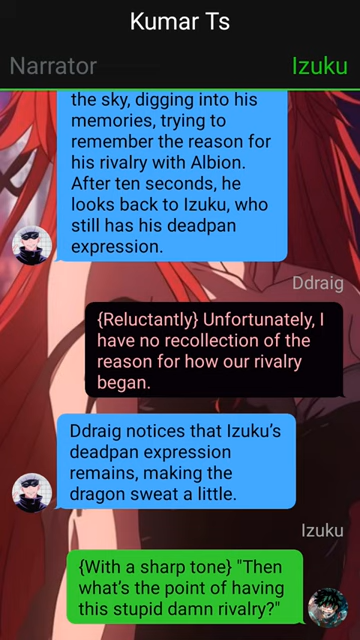 Kumar Ts
Narrator
Izuku
the sky, digging into his
memories, trying to
remember the reason for
his rivalry with Albion.
After ten seconds, he
looks back to Izuku, who
still has his deadpan
expression.
Ddraig
{Reluctantly} Unfortunately, I
have no recollection of the
reason for how our rivalry
began.
Ddraig notices that Izuku’s
deadpan expression
remains, making the
dragon sweat a little.
Izuku
{With a sharp tone} "Then
what’s the point of having
this stupid damn rivalry?"